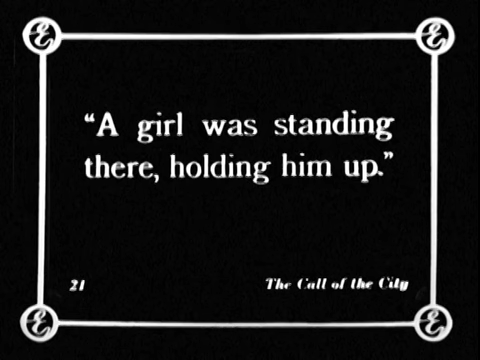 “A girl was standing
there, holding him up.”
21
The Call of the City